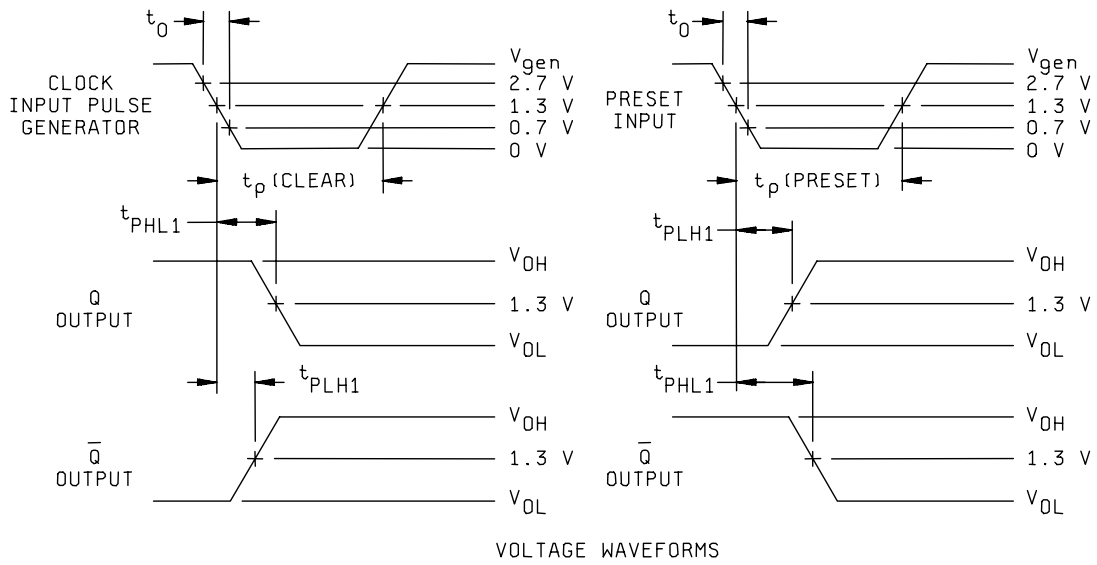 t0
t0
CLOCK
INPUT PULSE
GENERATOR
Vgen
2.7 V
1.3 V
0.7 V
0 V
tp (CLEAR)
PRESET
INPUT
Vgen
2.7 V
1.3 V
0.7 V
0 V
tp (PRESET)
tPHL1
Q
OUTPUT
VOH
1.3 V
VOL
tPLH1
Q
OUTPUT
VOH
1.3 V
VOL
tPLH1
Q̅
OUTPUT
VOH
1.3 V
VOL
tPHL1
Q̅
OUTPUT
VOH
1.3 V
VOL
VOLTAGE WAVEFORMS